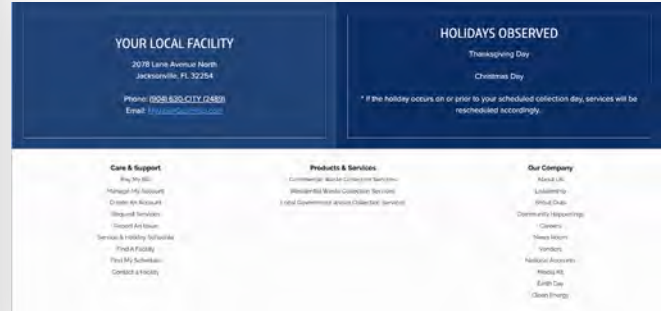 YOUR LOCAL FACILITY
2078 Lane Avenue North
Jacksonville, FL 32254
Phone: (904) 630-CITY (2489)
Email:
HOLIDAYS OBSERVED
Thanksgiving Day
Christmas Day
* If the holiday occurs on or prior to your scheduled collection day, services will be
rescheduled accordingly.
Care & Support
Pay My Bill
Manage My Account
Create An Account
Request Services
Report An Issue
Service & Holiday Schedule
Find A Facility
Find My Schedule
Contact a Facility
Products & Services
Commercial Waste Collection Services
Residential Waste Collection Services
Local Government Waste Collection Services
Our Company
About Us
Leadership
Shout Outs
Community Happenings
Careers
News Room
Vendors
National Accounts
Media Kit
Earth Day
Clean Energy